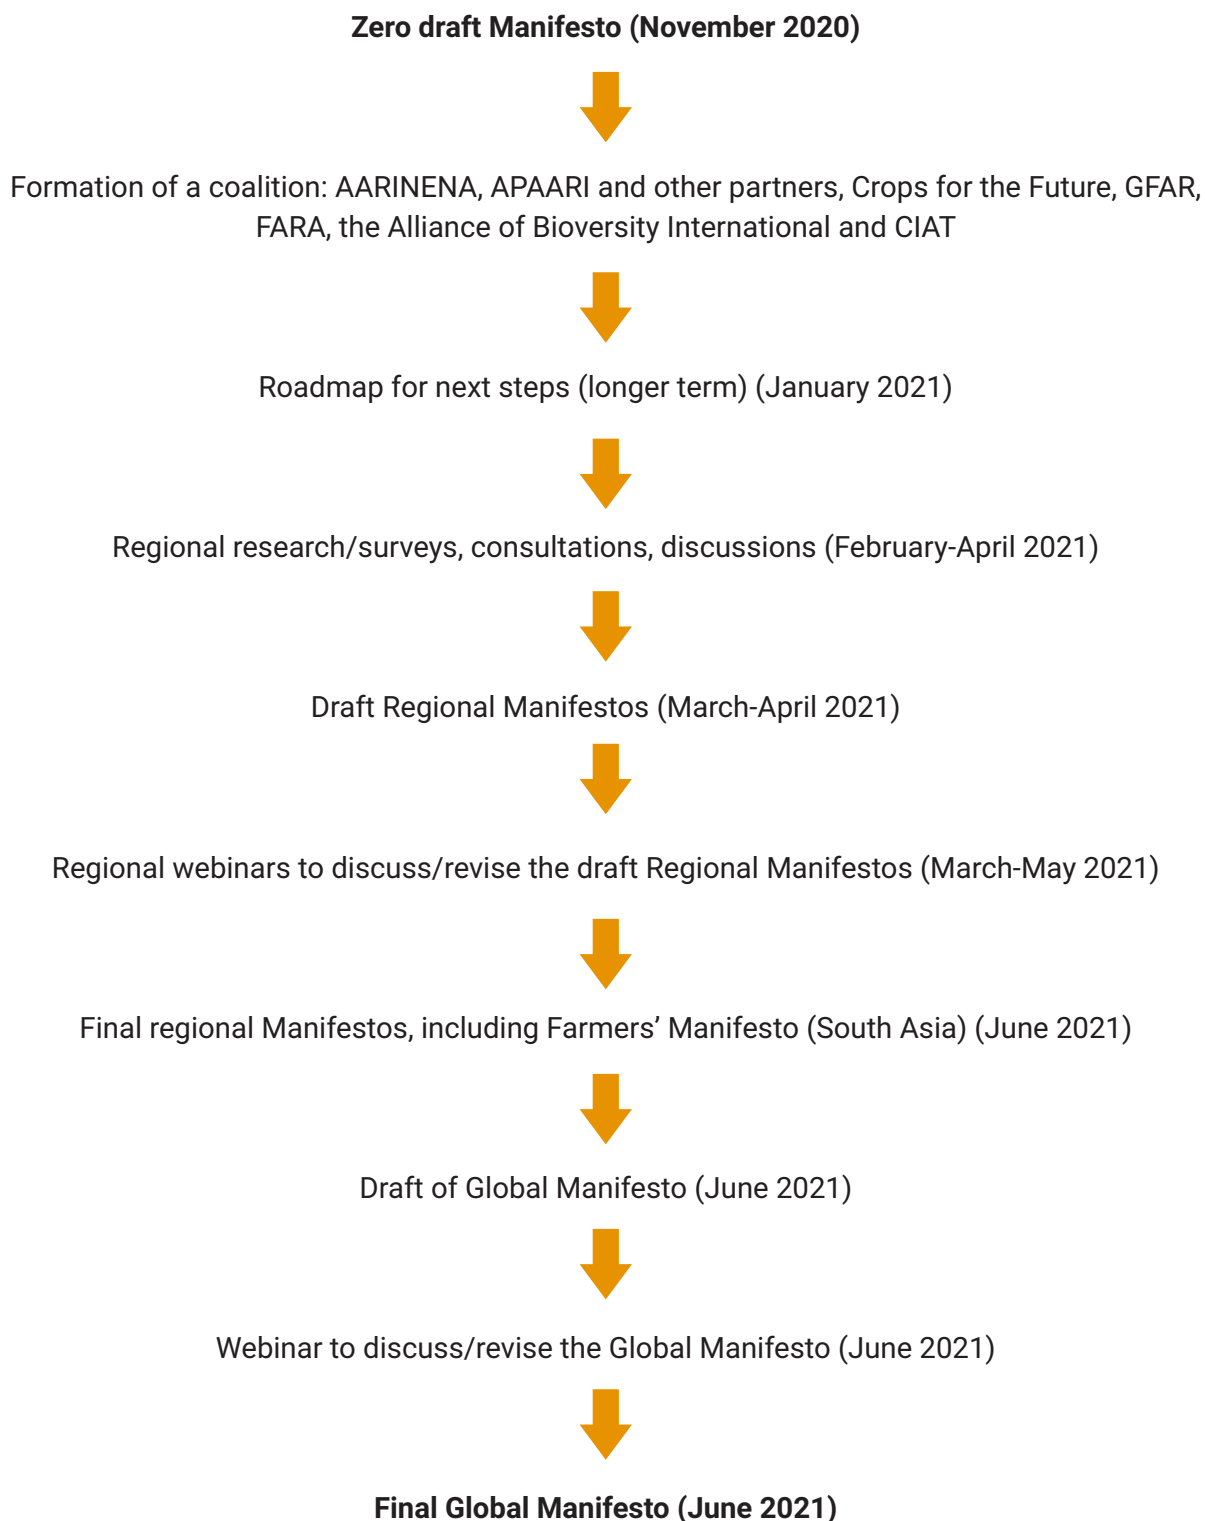 Zero draft Manifesto (November 2020)
Formation of a coalition: AARINENA, APAARI and other partners, Crops for the Future, GFAR,
FARA, the Alliance of Bioversity International and CIAT
Roadmap for next steps (longer term) (January 2021)
Regional research/surveys, consultations, discussions (February-April 2021)
Draft Regional Manifestos (March-April 2021)
Regional webinars to discuss/revise the draft Regional Manifestos (March-May 2021)
Final regional Manifestos, including Farmers’ Manifesto (South Asia) (June 2021)
Draft of Global Manifesto (June 2021)
Webinar to discuss/revise the Global Manifesto (June 2021)
Final Global Manifesto (June 2021)